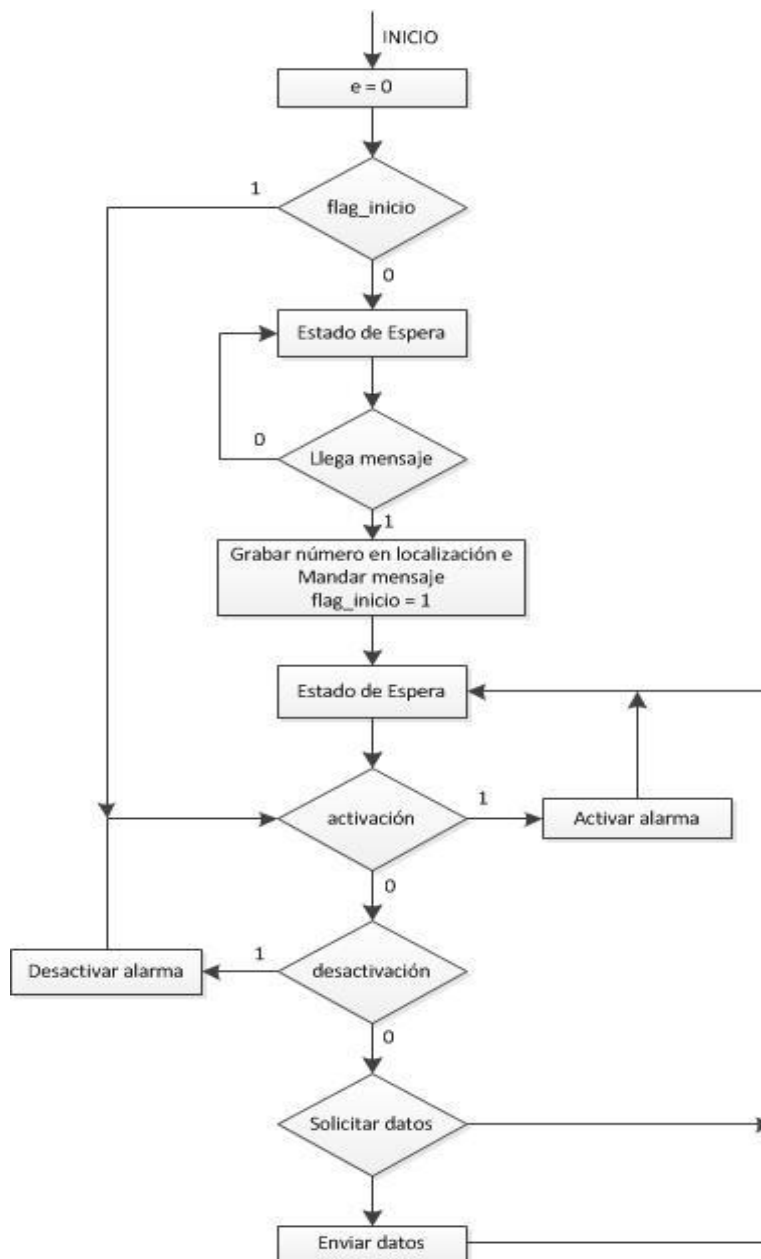 INICIO
e = 0
1
flag_inicio
0
Estado de Espera
0
Llega mensaje
1
Grabar número en localización e
Mandar mensaje
flag_inicio = 1
Estado de Espera
activación
1
Activar alarma
0
Desactivar alarma
1
desactivación
0
Solicitar datos
Enviar datos